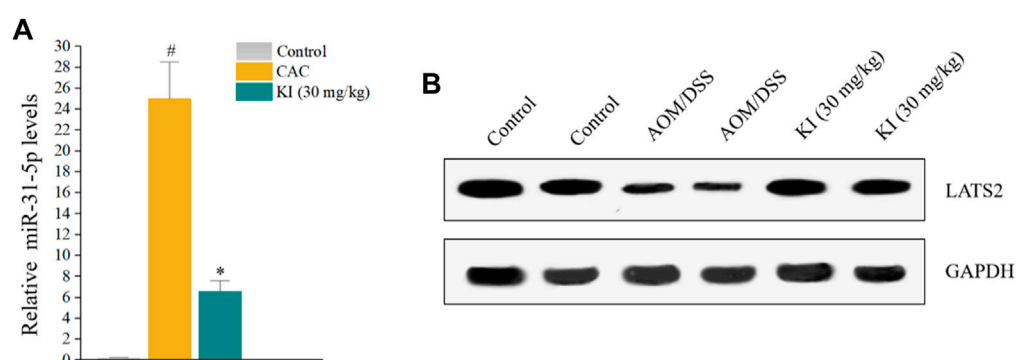 A
Relative miR-31-5p levels
30
28
26
24
22
20
18
16
14
12
10
8
6
4
2
0
#
*
Control
CAC
KI (30 mg/kg)
B
Control
Control
AOM/DSS
AOM/DSS
KI (30 mg/kg)
KI (30 mg/kg)
LATS2
GAPDH